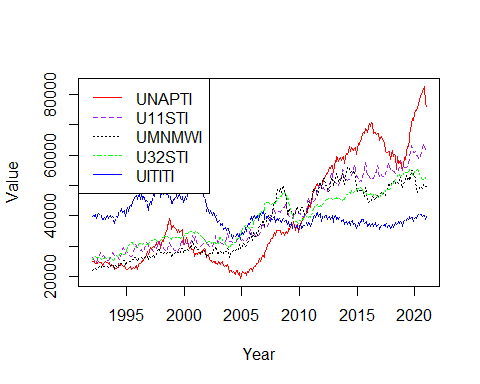 80000
60000
40000
20000
Value
UNAPTI
U11STI
UMNMWI
U32STI
UITITI
1995 2000 2005 2010 2015 2020
Year